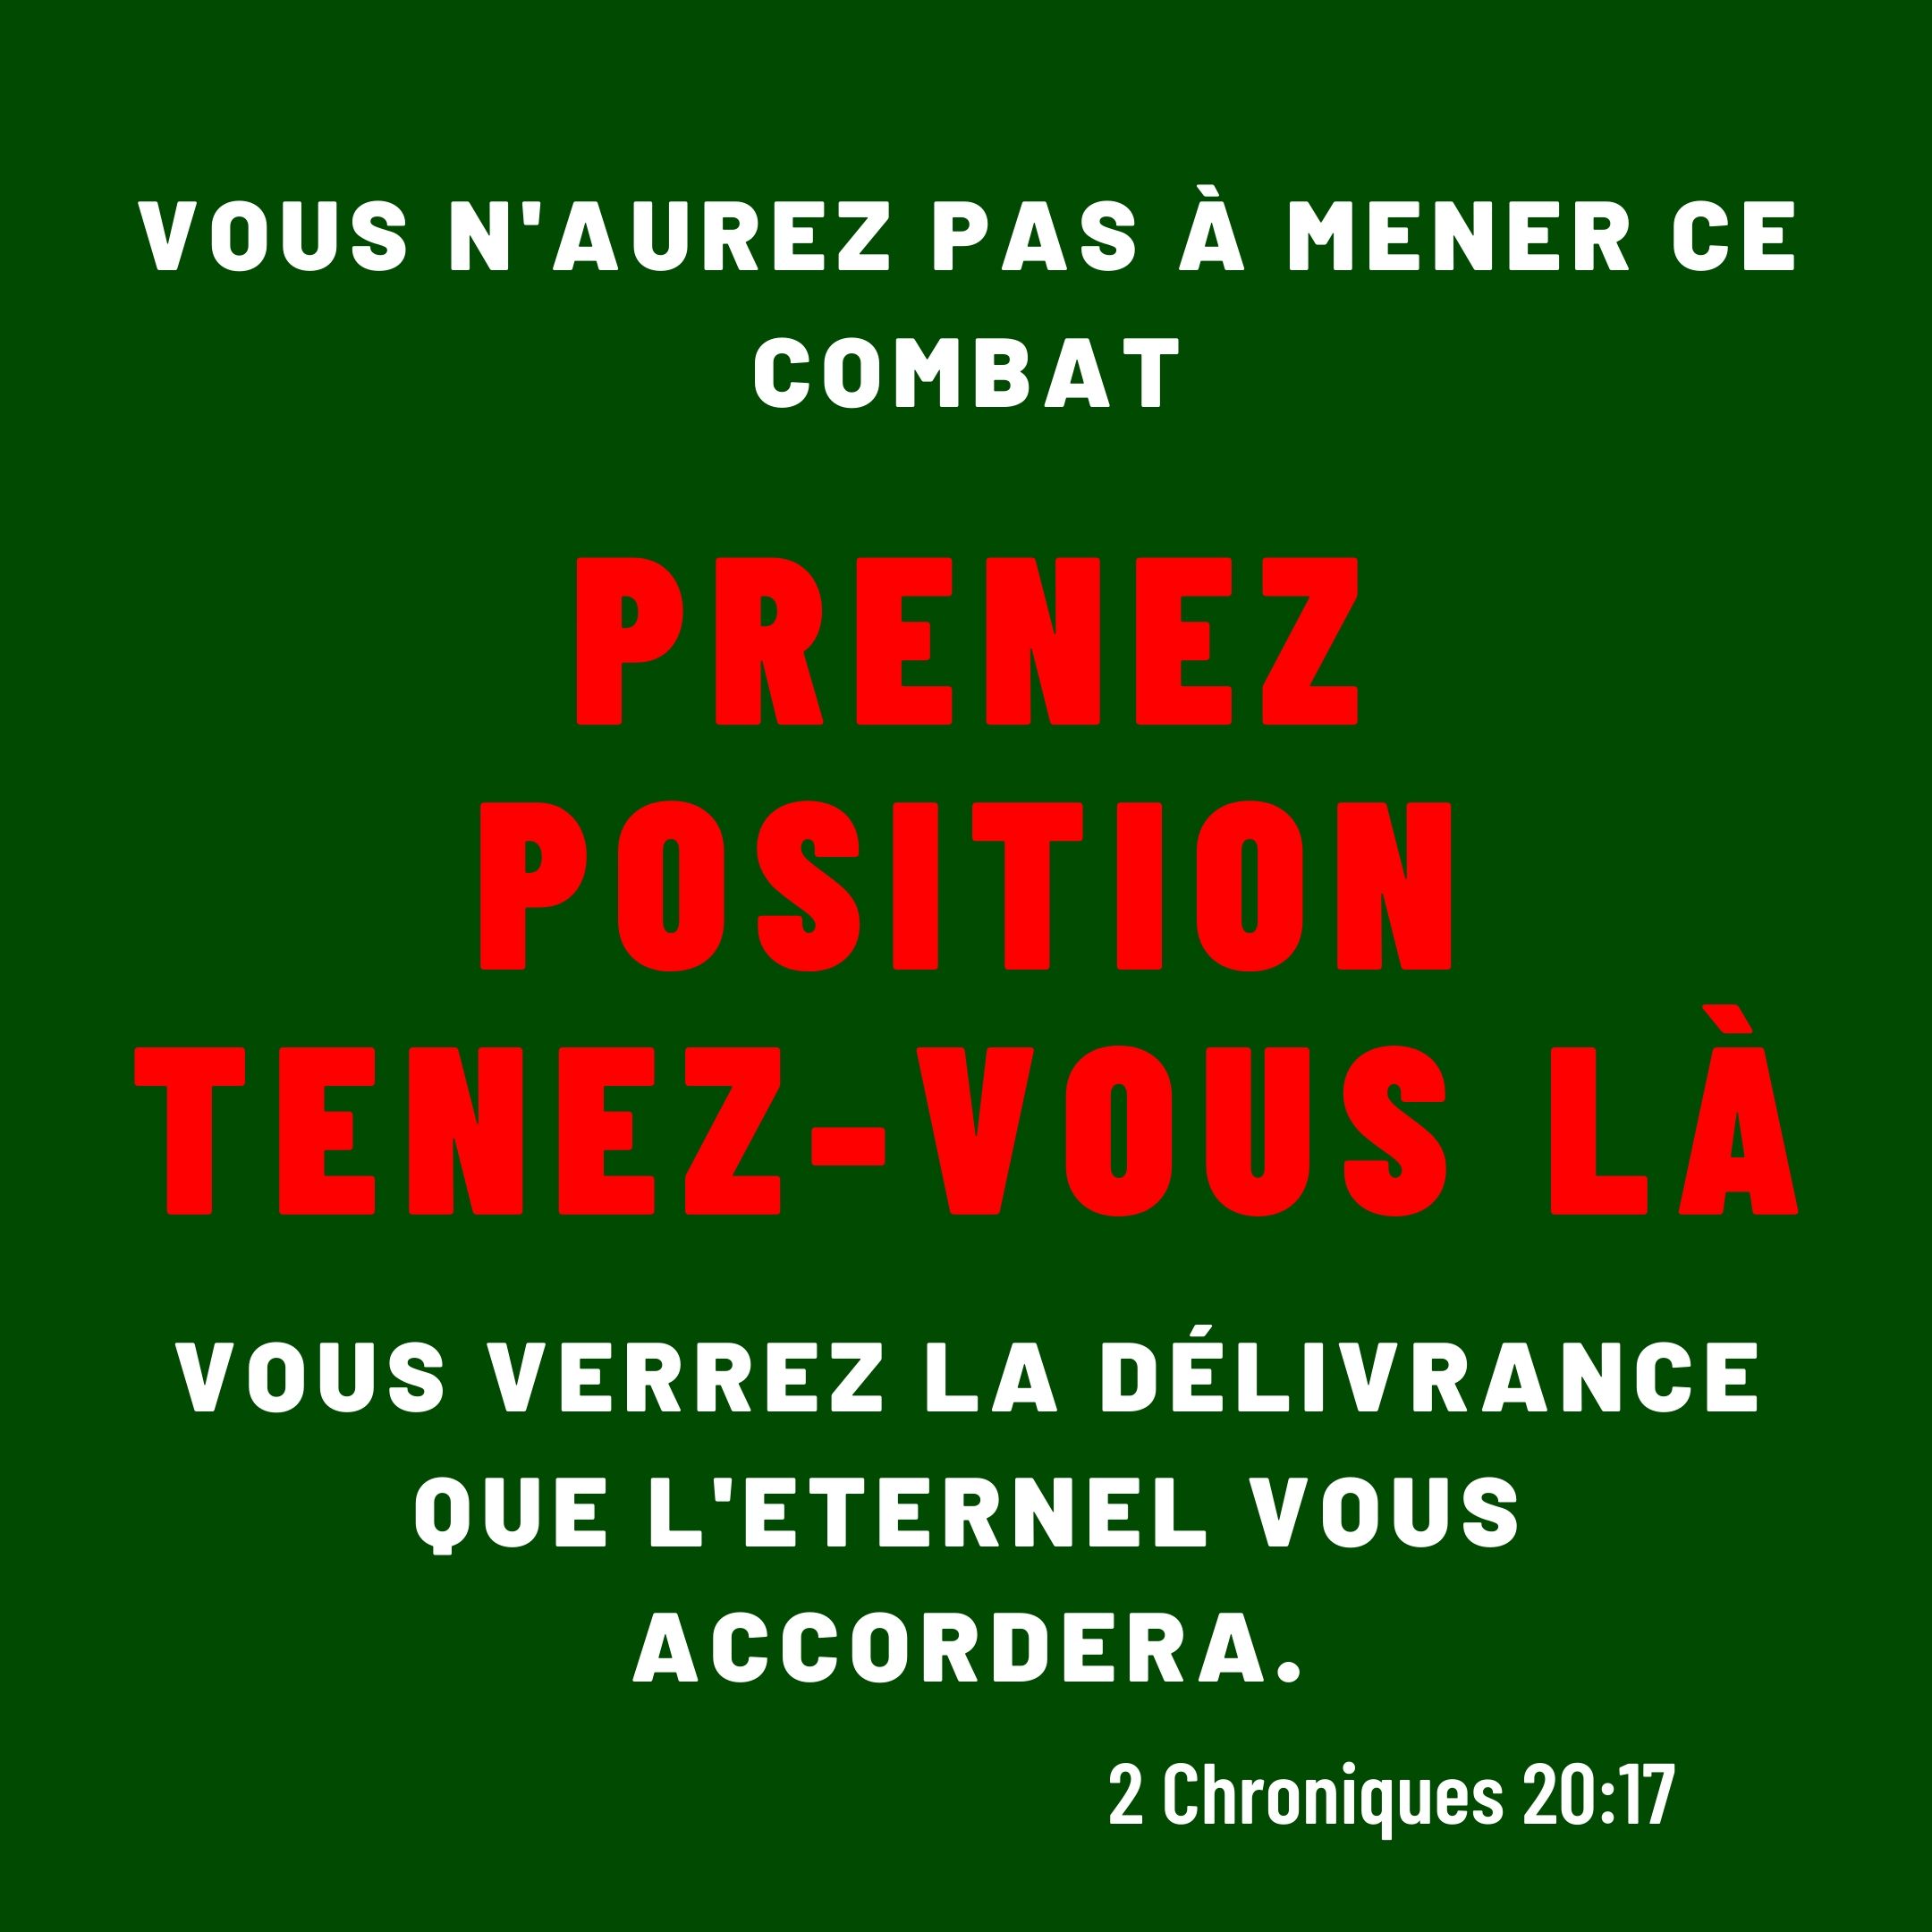 VOUS N'AUREZ PAS À MENER CE
COMBAT
PRENEZ
POSITION
TENEZ-VOUS LÀ
VOUS VERREZ LA DÉLIVRANCE
QUE L'ETERNEL VOUS
ACCORDERA.
2 Chroniques 20:17